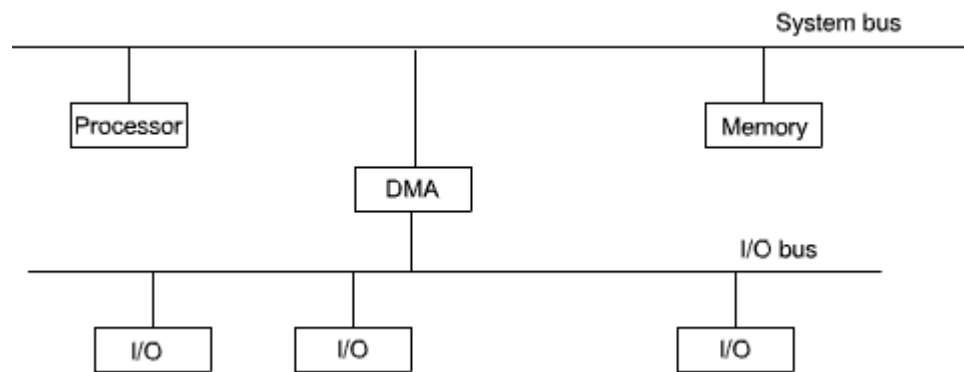 System bus
Processor
Memory
DMA
I/O bus
I/O
I/O
I/O